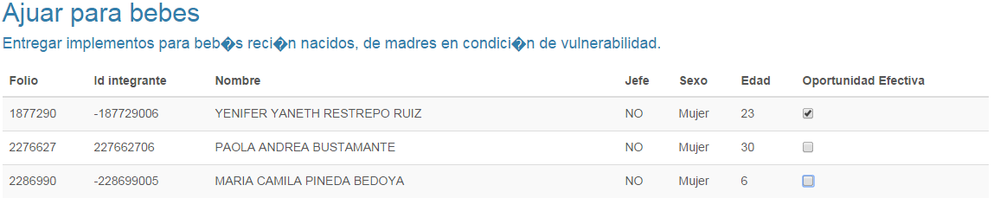 Ajuar para bebes
Entregar implementos para beb�s reci�n nacidos, de madres en condici�n de vulnerabilidad.
Folio Id integrante Nombre Jefe Sexo Edad Oportunidad Efectiva
1877290 -187729006 YENIFER YANETH RESTREPO RUIZ NO Mujer 23
2276627 227662706 PAOLA ANDREA BUSTAMANTE NO Mujer 30
2286990 -228699005 MARIA CAMILA PINEDA BEDOYA NO Mujer 6